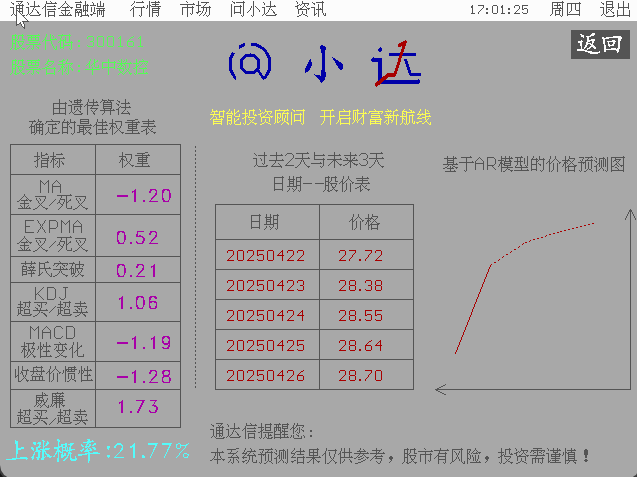 通达信金融端 行情 市场 问小达 资讯 17:01:25 周四 退出
股票代码:300161
股票名称:华中数控
返回
@ 小 达
智能投资顾问 开启财富新航线
由遗传算法
确定的最佳权重表
指标 权重
MA 金叉/死叉 -1.20
EXPMA 金叉/死叉 0.52
薛氏突破 0.21
KDJ 超买/超卖 1.06
MACD 极性变化 -1.19
收盘价惯性 -1.28
威廉 超买/超卖 1.73
上涨概率:21.77%
过去2天与未来3天
日期--股价表
日期 价格
20250422 27.72
20250423 28.38
20250424 28.55
20250425 28.64
20250426 28.70
基于AR模型的价格预测图
通达信提醒您:
本系统预测结果仅供参考，股市有风险，投资需谨慎！